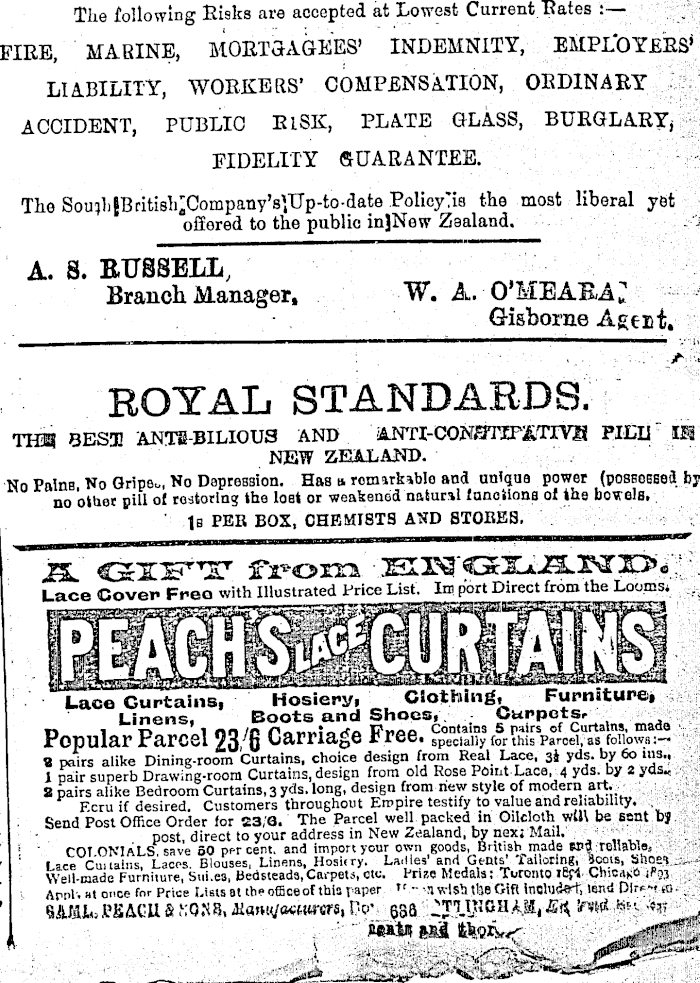 The following Risks are accepted at Lowest Current Rates :—
FIRE, MARINE, MORTGAGEES' INDEMNITY, EMPLOYERS'
LIABILITY, WORKERS' COMPENSATION, ORDINARY
ACCIDENT, PUBLIC RISK, PLATE GLASS, BURGLARY,
FIDELITY GUARANTEE.
The South British Company's Up-to-date Policy is the most liberal yet
offered to the public in New Zealand.
A. S. RUSSELL,
Branch Manager.
W. A. O'MEARA,
Gisborne Agent.
ROYAL STANDARDS.
THE BEST ANTI-BILIOUS AND ANTI-CONSTIPATIVE PILL IN
NEW ZEALAND.
No Pains, No Gripes, No Depression. Has a remarkable and unique power (possessed by
no other pill of restoring the lost or weakened natural functions of the bowels.
1s PER BOX, CHEMISTS AND STORES.
A GIFT from ENGLAND.
Lace Cover Free with Illustrated Price List. Import Direct from the Looms.
PEACH'S LACE CURTAINS
Lace Curtains, Hosiery, Clothing, Furniture,
Linens, Boots and Shoes, Carpets.
Popular Parcel 23/6 Carriage Free. Contains 5 pairs of Curtains, made
specially for this Parcel, as follows:—
2 pairs alike Dining-room Curtains, choice design from Real Lace, 3½ yds. by 60 ins.,
1 pair superb Drawing-room Curtains, design from old Rose Point Lace, 4 yds. by 2 yds.,
2 pairs alike Bedroom Curtains, 3 yds. long, design from new style of modern art.
Ecru if desired. Customers throughout Empire testify to value and reliability.
Send Post Office Order for 23/6. The Parcel well packed in Oilcloth will be sent by
post, direct to your address in New Zealand, by next Mail.
COLONIALS, save 50 per cent. and import your own goods, British made and reliable,
Lace Curtains, Laces, Blouses, Linens, Hosiery. Ladies' and Gents' Tailoring, Boots, Shoes
Well-made Furniture, Suites, Bedsteads, Carpets, etc. Prize Medals: Toronto 1894 Chicago 1893
Apply at once for Price Lists at the office of this paper If wish the Gift included, send Direct to
SAML. PEACH & SONS, Manufacturers, 686 NOTTINGHAM,